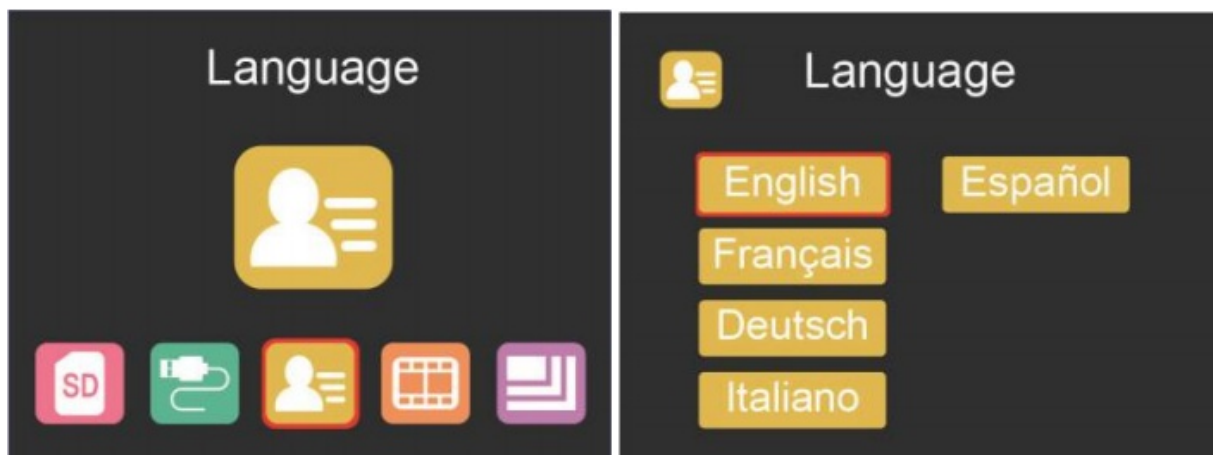 Language
SD
Language
English
Español
Français
Deutsch
Italiano